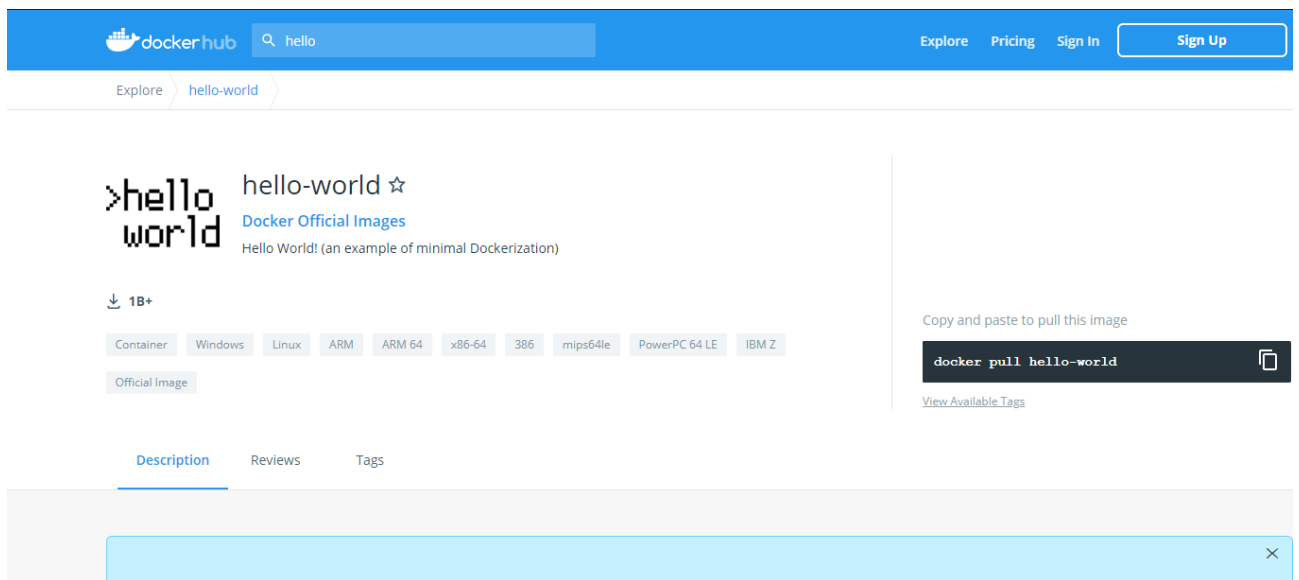 dockerhub hello Explore Pricing Sign In Sign Up
Explore hello-world
>hello
world
hello-world
Docker Official Images
Hello World! (an example of minimal Dockerization)
1B+
Container Windows Linux ARM ARM 64 x86-64 386 mips64le PowerPC 64 LE IBM Z
Official Image
Copy and paste to pull this image
docker pull hello-world
View Available Tags
Description Reviews Tags